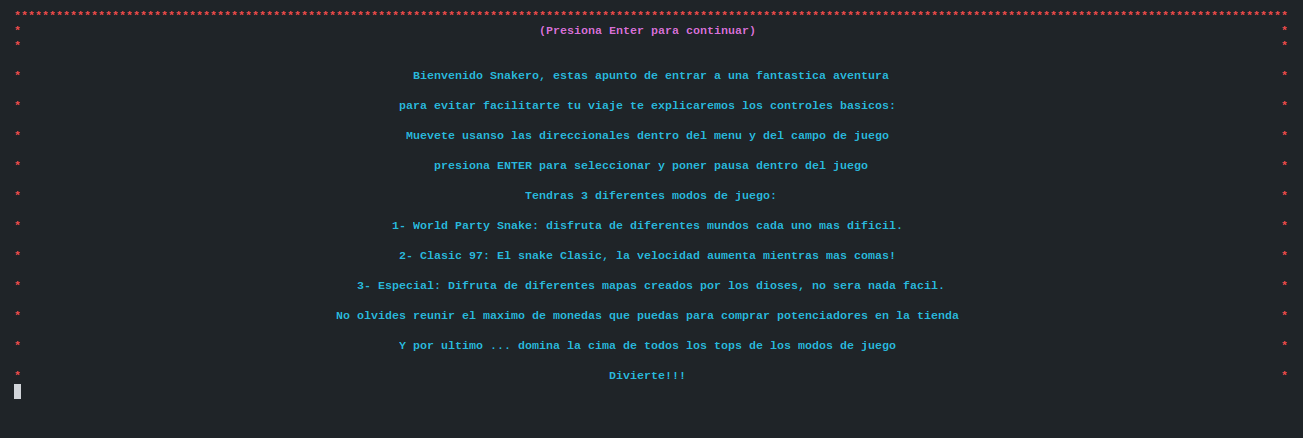 **************************************************************************************************************************************************************************************
* (Presiona Enter para continuar) *
* *
* Bienvenido Snakero, estas apunto de entrar a una fantastica aventura *
* para evitar facilitarte tu viaje te explicaremos los controles basicos: *
* Muevete usanso las direccionales dentro del menu y del campo de juego *
* presiona ENTER para seleccionar y poner pausa dentro del juego *
* Tendras 3 diferentes modos de juego: *
* 1- World Party Snake: disfruta de diferentes mundos cada uno mas dificil. *
* 2- Clasic 97: El snake Clasic, la velocidad aumenta mientras mas comas! *
* 3- Especial: Difruta de diferentes mapas creados por los dioses, no sera nada facil. *
* No olvides reunir el maximo de monedas que puedas para comprar potenciadores en la tienda *
* Y por ultimo ... domina la cima de todos los tops de los modos de juego *
* Divierte!!! *